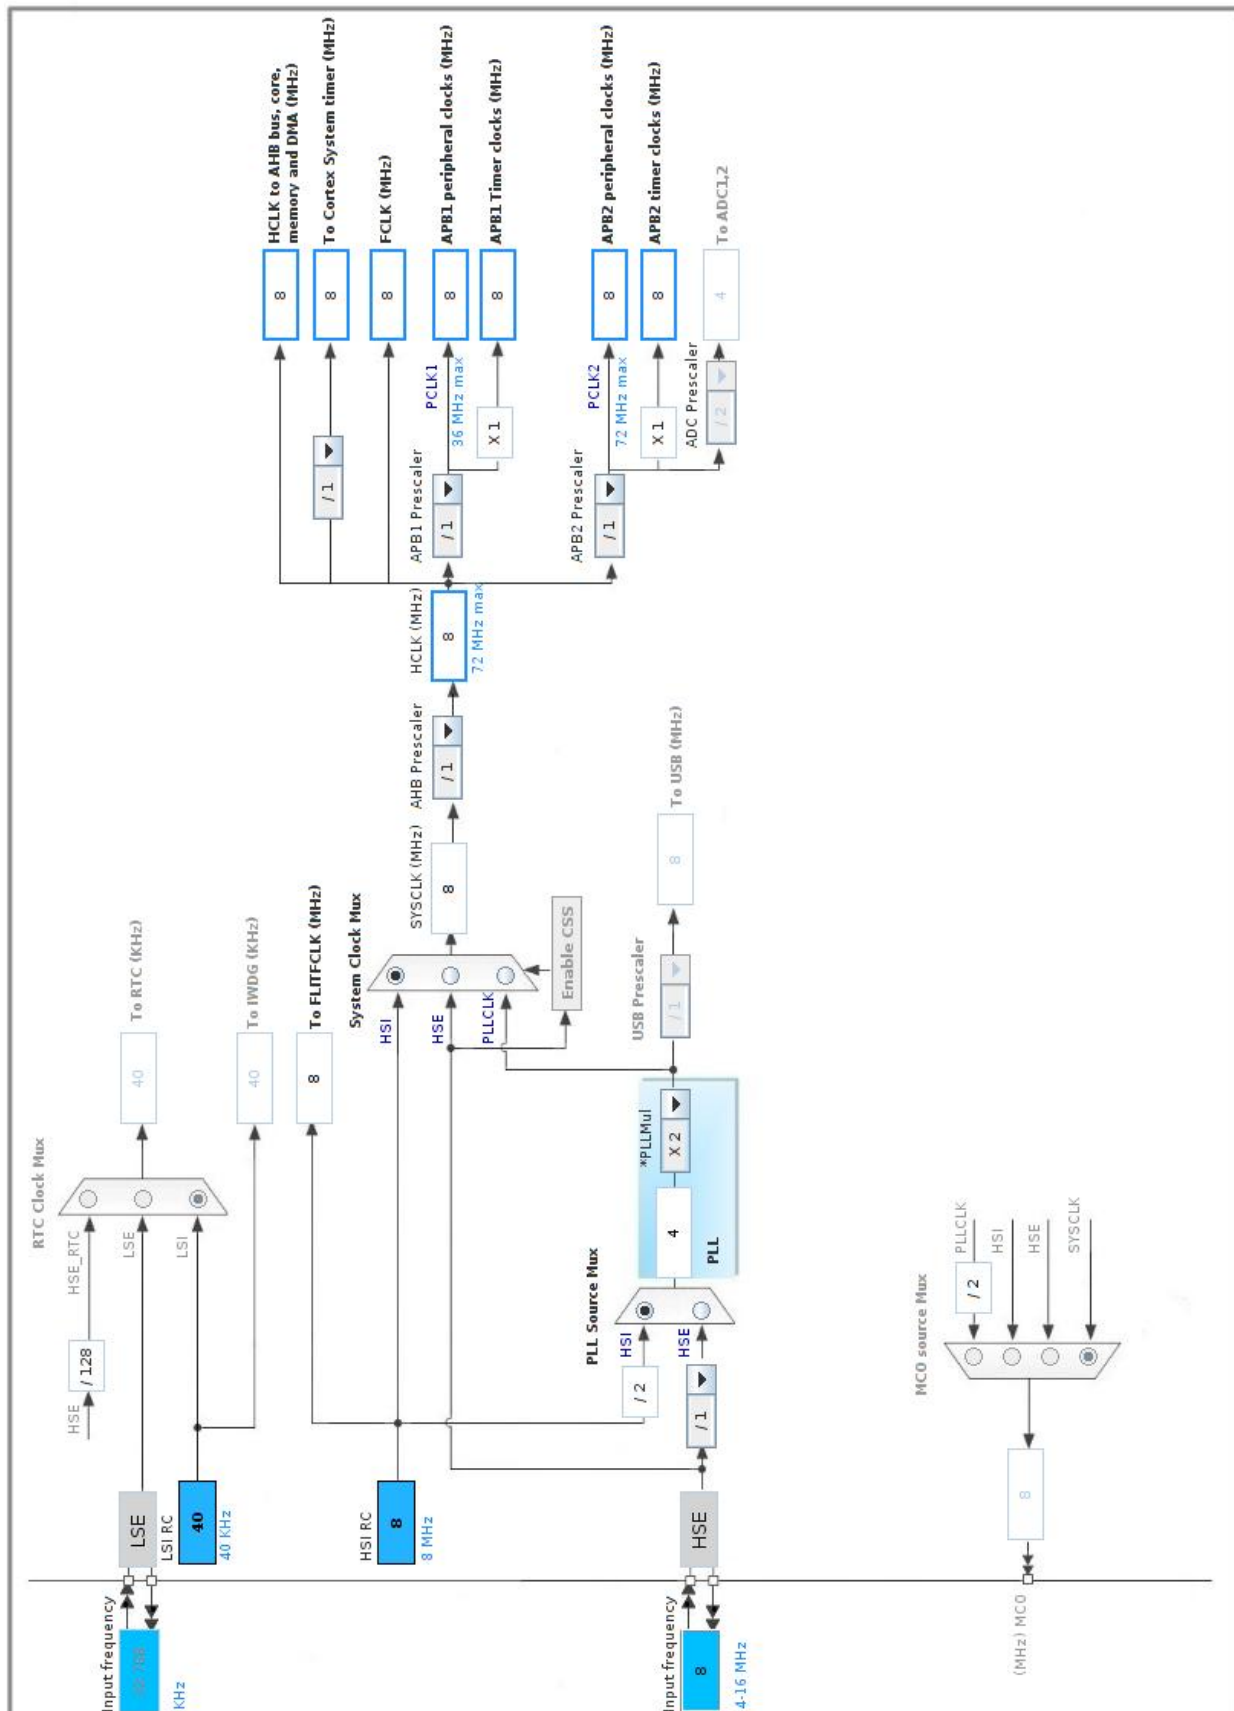 RTC Clock Mux
HSE
/ 128
HSE_RTC
LSE
LSI
40
To RTC (KHz)
40
To IWDG (KHz)
Input frequency
KHz
LSE
LSI RC
40
40 KHz
8
To FLITFCLK (MHz)
HSI RC
8
8 MHz
System Clock Mux
HSI
HSE
PLLCLK
Enable CSS
SYSCLK (MHz)
8
AHB Prescaler
/ 1
HCLK (MHz)
8
72 MHz max
8
HCLK to AHB bus, core,
memory and DMA (MHz)
/ 1
8
To Cortex System timer (MHz)
8
FCLK (MHz)
APB1 Prescaler
/ 1
PCLK1
36 MHz max
8
APB1 peripheral clocks (MHz)
X 1
8
APB1 Timer clocks (MHz)
APB2 Prescaler
/ 1
PCLK2
72 MHz max
8
APB2 peripheral clocks (MHz)
X 1
8
APB2 timer clocks (MHz)
ADC Prescaler
/ 2
4
To ADC1,2
PLL Source Mux
HSI
/ 2
HSE
/ 1
4
*PLLMul
X 2
PLL
USB Prescaler
/ 1
8
To USB (MHz)
Input frequency
8
4-16 MHz
HSE
MCO source Mux
PLLCLK
/ 2
HSI
HSE
SYSCLK
8
(MHz) MCO